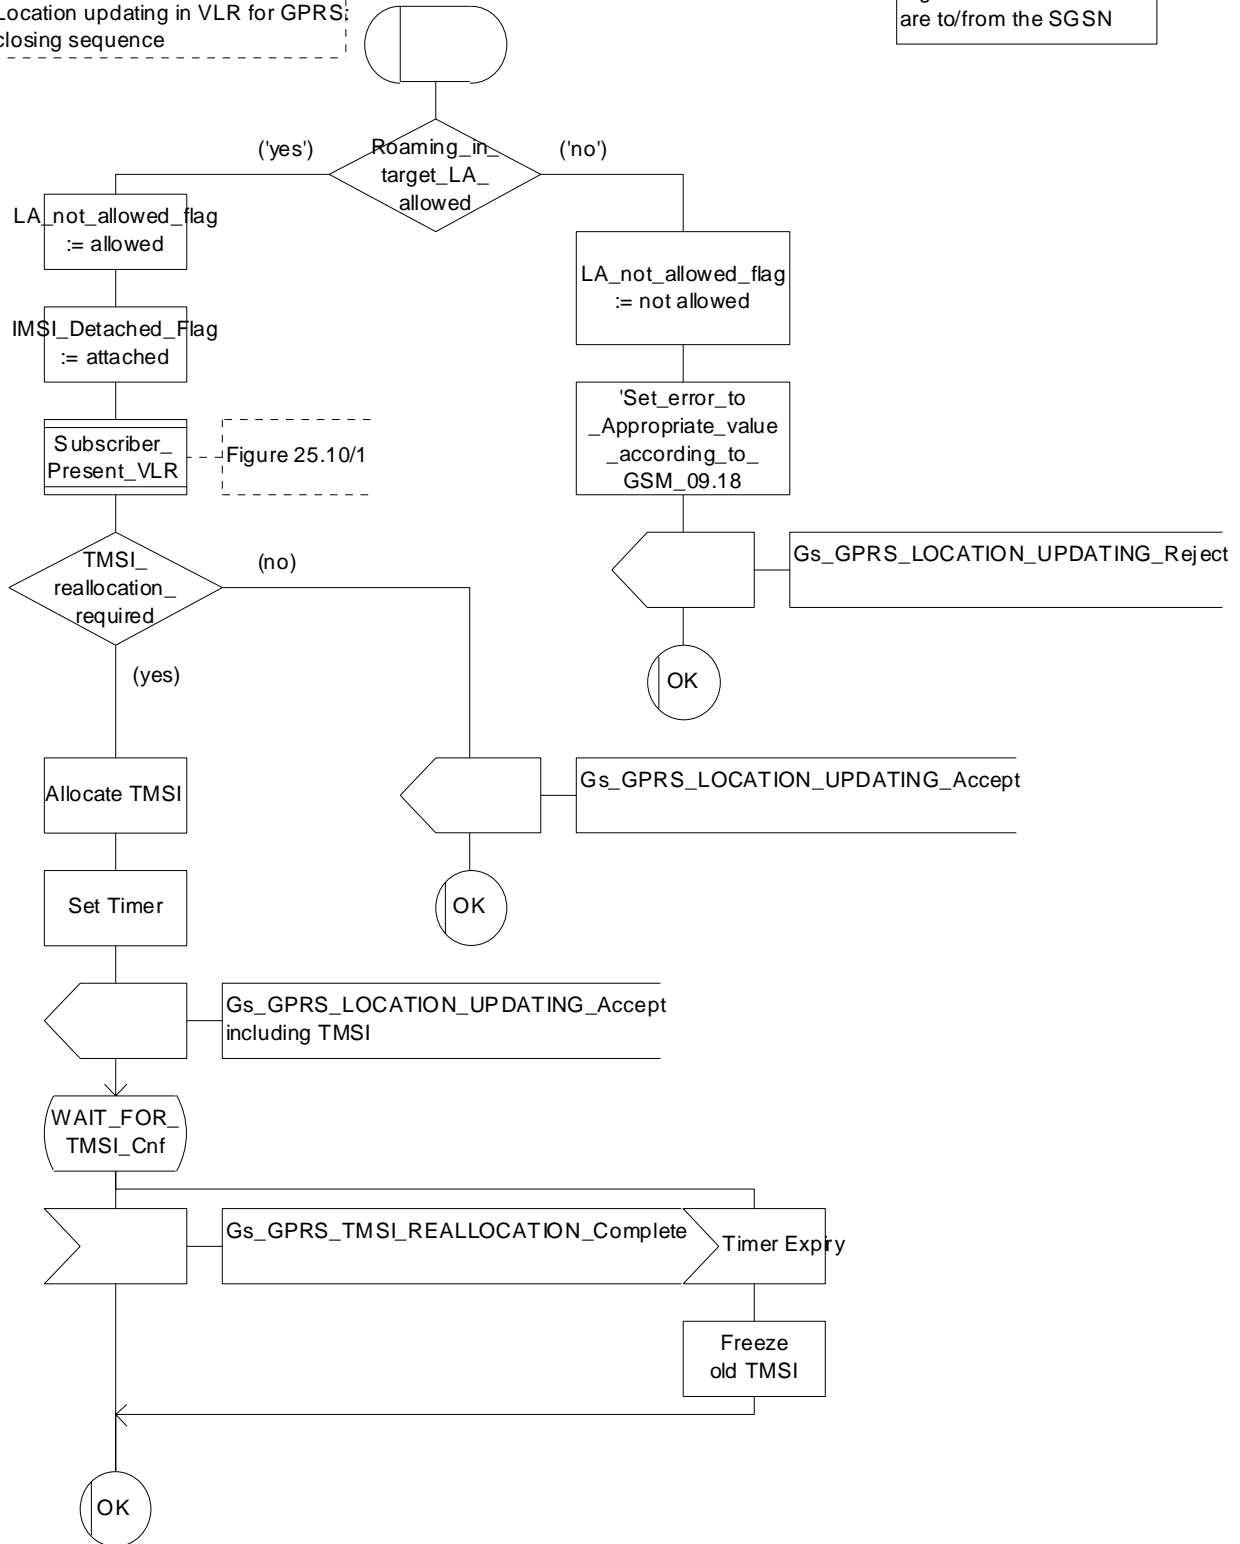 Location updating in VLR for GPRS:
closing sequence
are to/from the SGSN
('yes')
Roaming_in_
target_LA_
allowed
('no')
LA_not_allowed_flag
:= allowed
LA_not_allowed_flag
:= not allowed
IMSI_Detached_Flag
:= attached
'Set_error_to
_Appropriate_value
_according_to_
GSM_09.18
Subscriber_
Present_VLR
Figure 25.10/1
Gs_GPRS_LOCATION_UPDATING_Reject
TMSI_
reallocation_
required
(no)
(yes)
OK
Allocate TMSI
Gs_GPRS_LOCATION_UPDATING_Accept
Set Timer
OK
Gs_GPRS_LOCATION_UPDATING_Accept
including TMSI
WAIT_FOR_
TMSI_Cnf
Gs_GPRS_TMSI_REALLOCATION_Complete
Timer Expiry
Freeze
old TMSI
OK